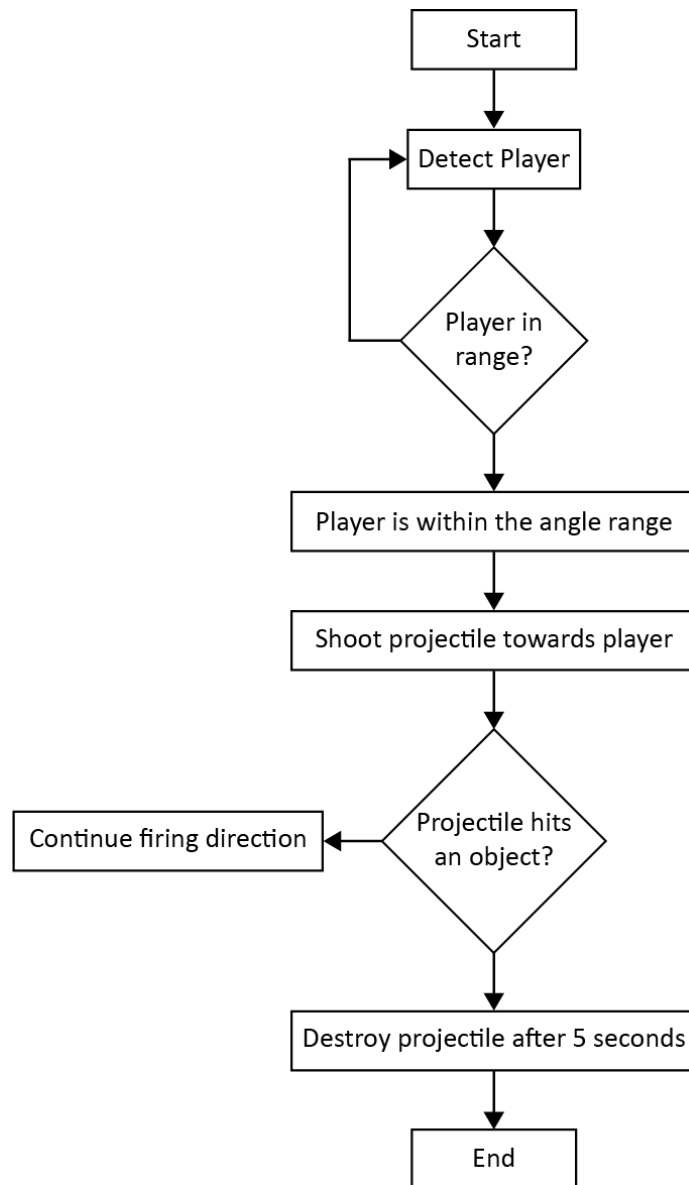 Start
Detect Player
Player in
range?
Player is within the angle range
Shoot projectile towards player
Projectile hits
an object?
Continue firing direction
Destroy projectile after 5 seconds
End